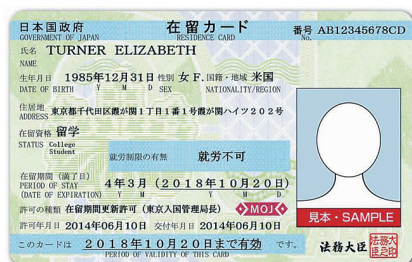 日本国政府 在留カード 番号 AB12345678CD
GOVERNMENT OF JAPAN RESIDENCE CARD No.
氏名 TURNER ELIZABETH
NAME
生年月日 1985年12月31日 性別 女 F. 国籍・地域 米国
DATE OF BIRTH Y M D SEX NATIONALITY/REGION
住居地 東京都千代田区霞が関1丁目1番1号霞が関ハイツ202号
ADDRESS
在留資格 留学
STATUS College
Student
就労制限の有無 就労不可
在留期間(満了日) 4年3月(2018年10月20日)
PERIOD OF STAY
(DATE OF EXPIRATION) Y M Y M D
許可の種類 在留期間更新許可(東京入国管理局長) MOJ
見本・SAMPLE
許可年月日 2014年06月10日 交付年月日 2014年06月10日
このカードは 2018年10月20日まで有効 です。
PERIOD OF VALIDITY OF THIS CARD
法務大臣